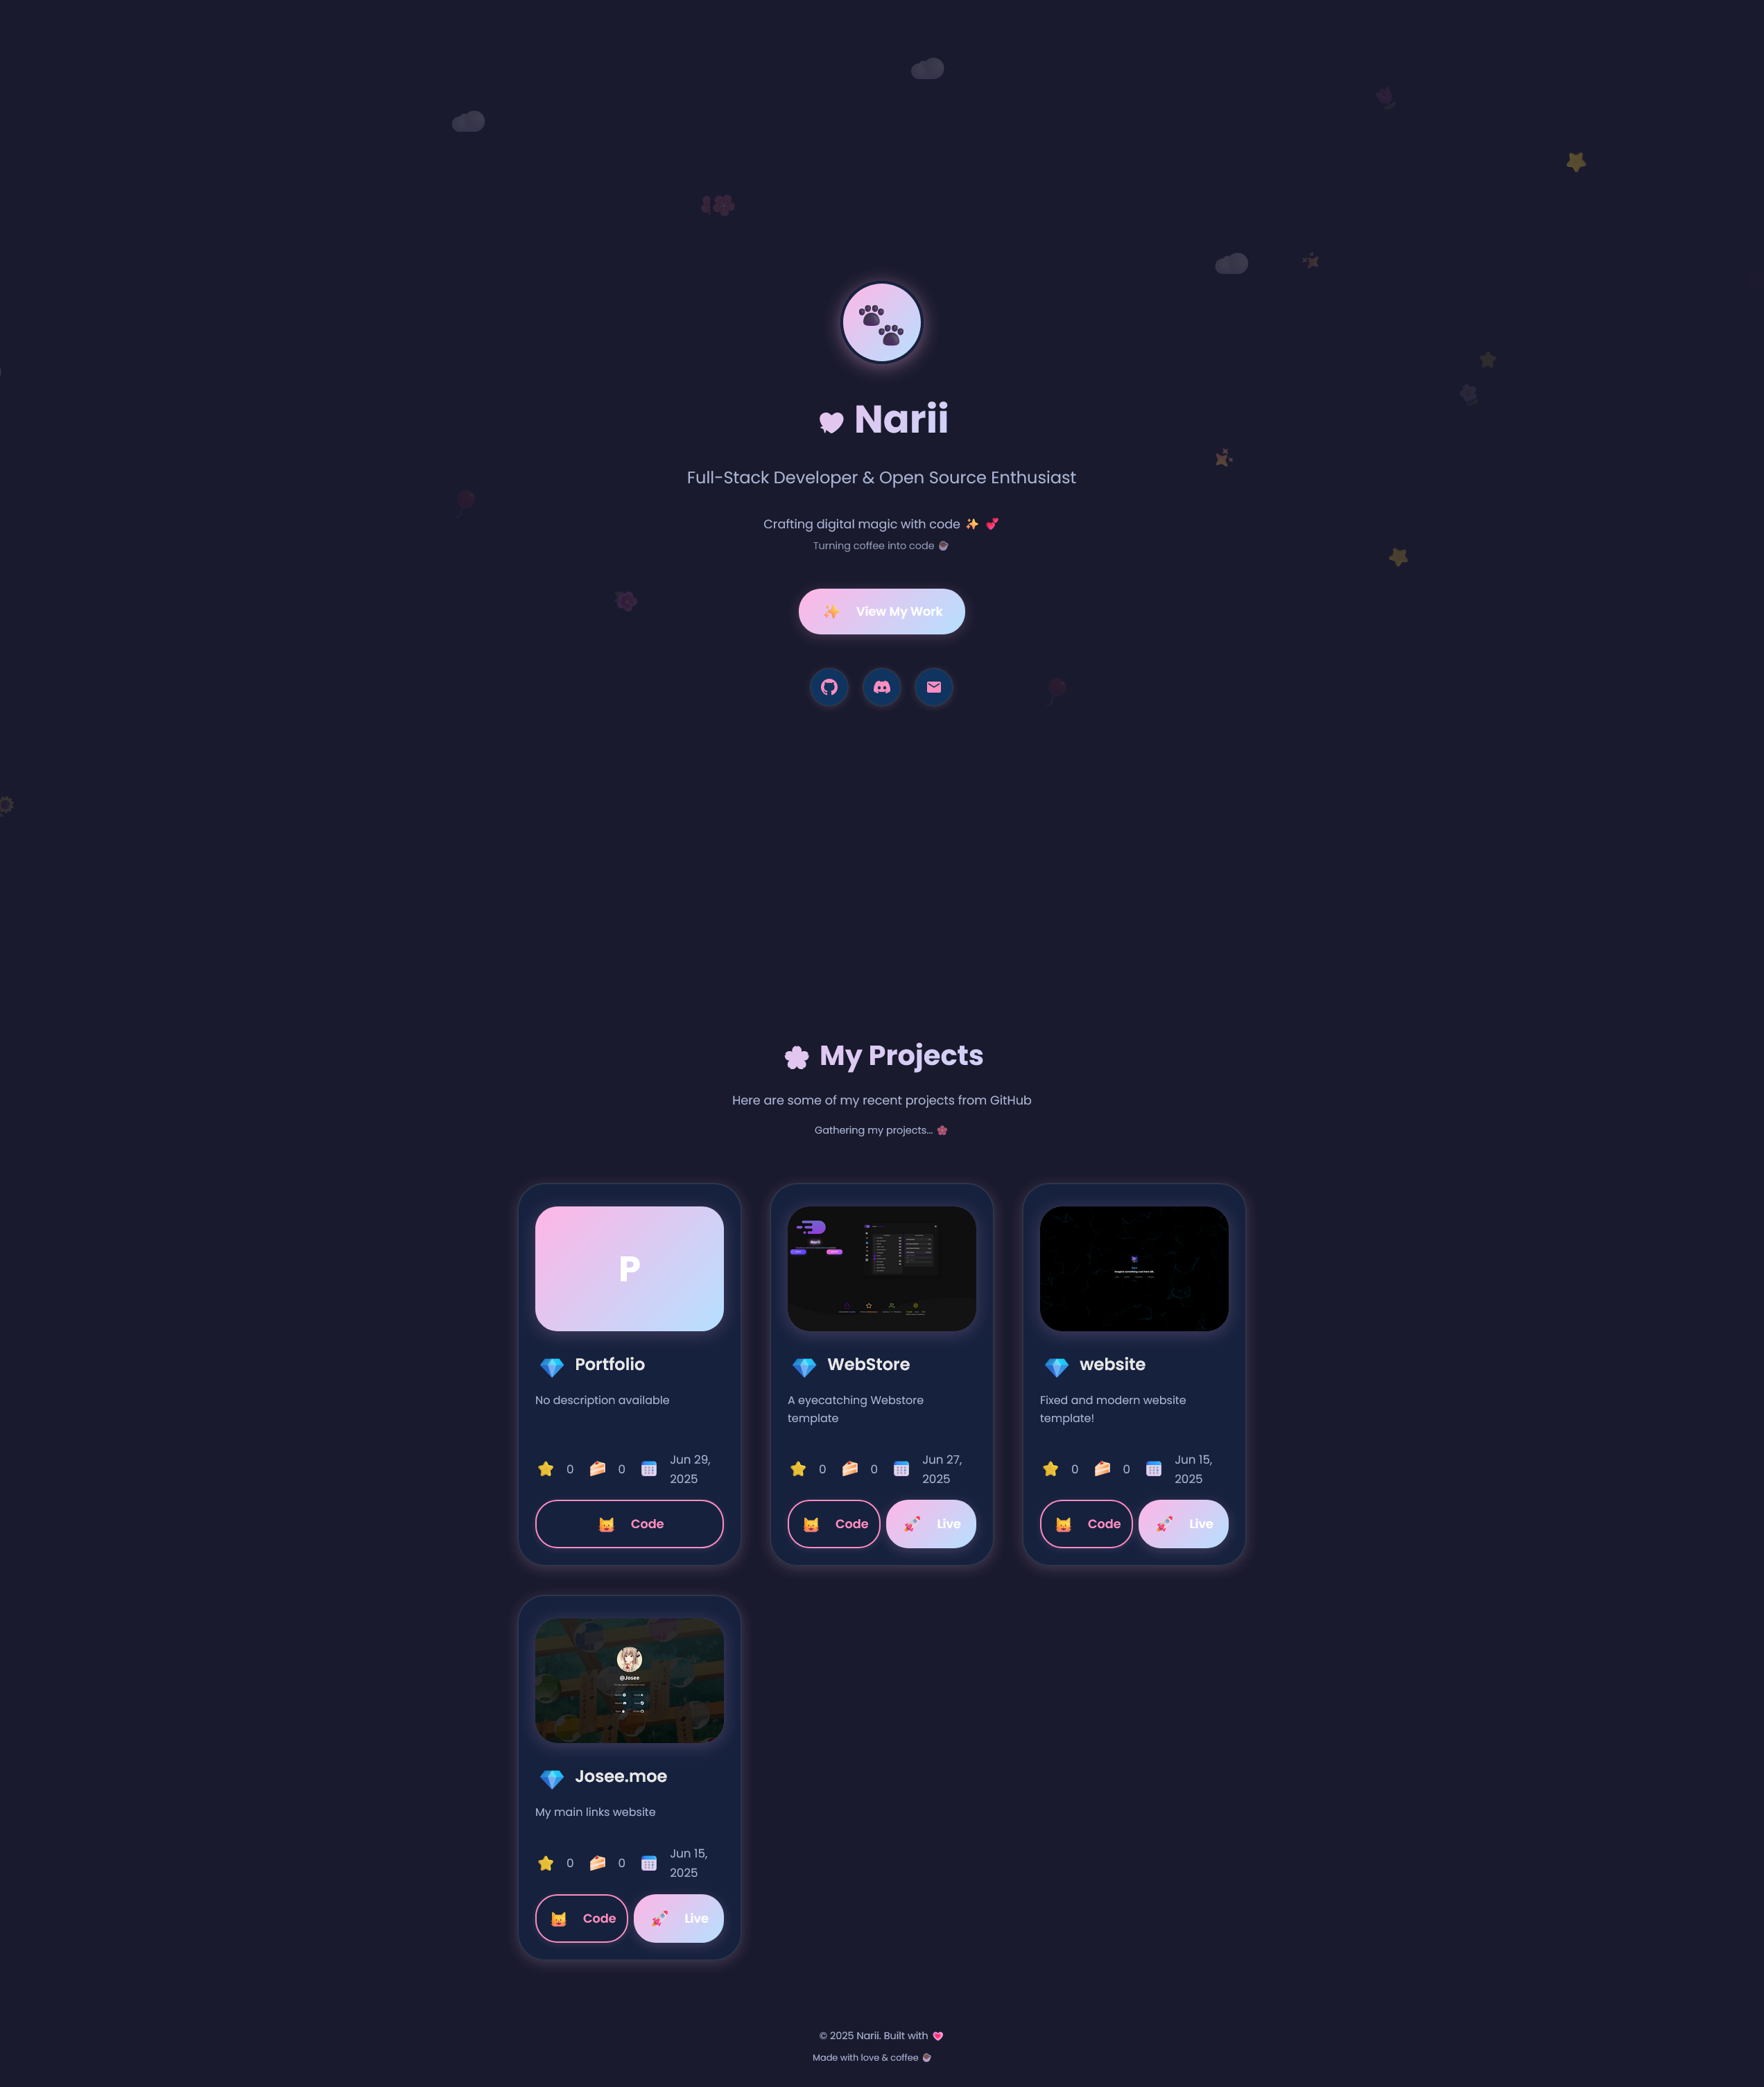 Narii
Full-Stack Developer & Open Source Enthusiast
Crafting digital magic with code
Turning coffee into code
View My Work
My Projects
Here are some of my recent projects from GitHub
Gathering my projects...
P
Portfolio
No description available
0 0 Jun 29,
2025
Code
Narii
WebStore
A eyecatching Webstore
template
0 0 Jun 27,
2025
Code Live
website
Fixed and modern website
template!
0 0 Jun 15,
2025
Code Live
@Josee
Josee.moe
My main links website
0 0 Jun 15,
2025
Code Live
© 2025 Narii. Built with
Made with love & coffee